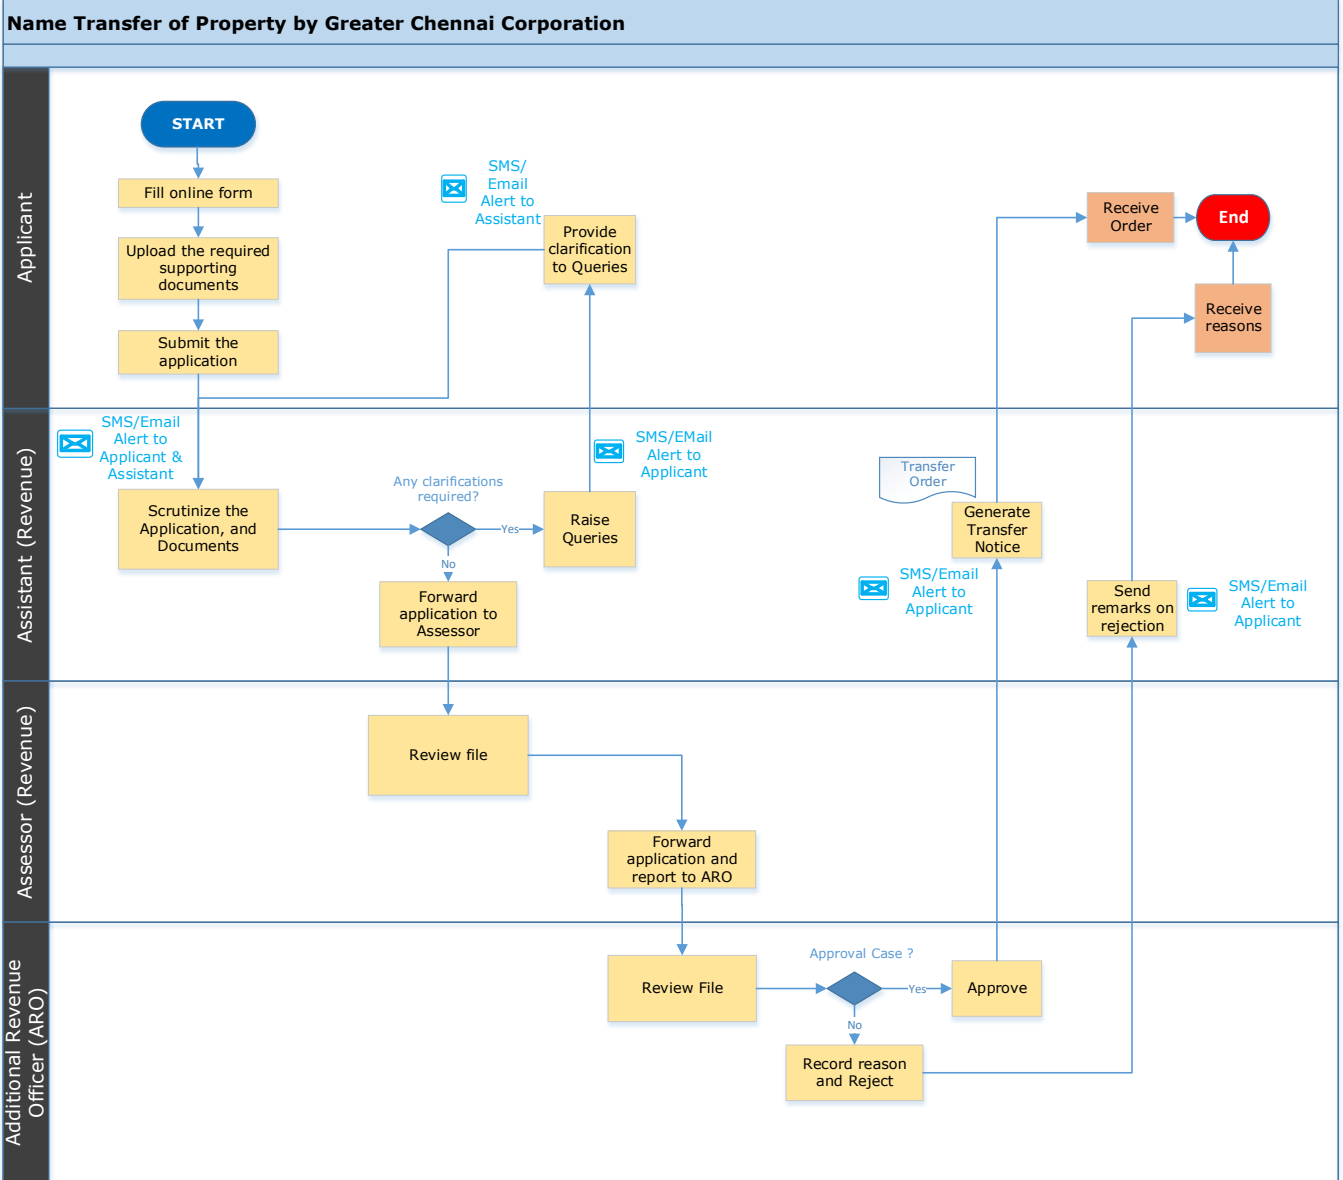 Name Transfer of Property by Greater Chennai Corporation
Applicant
START
Fill online form
Upload the required
supporting
documents
Submit the
application
SMS/
Email
Alert to
Assistant
Provide
clarification
to Queries
Receive
Order
End
Receive
reasons
Assistant (Revenue)
SMS/Email
Alert to
Applicant &
Assistant
Scrutinize the
Application, and
Documents
Any clarifications
required?
Yes
No
Raise
Queries
SMS/EMail
Alert to
Applicant
Forward
application to
Assessor
Transfer
Order
Generate
Transfer
Notice
SMS/Email
Alert to
Applicant
Send
remarks on
rejection
SMS/Email
Alert to
Applicant
Assessor (Revenue)
Review file
Forward
application and
report to ARO
Additional Revenue
Officer (ARO)
Review File
Approval Case ?
Yes
No
Approve
Record reason
and Reject